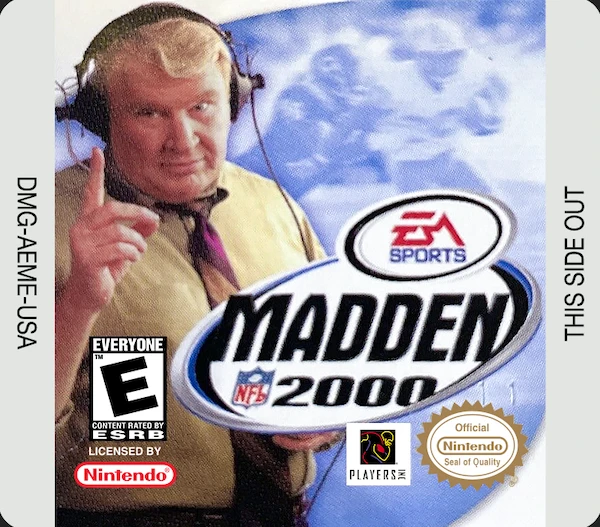 DMG-AEME-USA
THIS SIDE OUT
EA
SPORTS
MADDEN
NFL 2000
EVERYONE
TM
E
CONTENT RATED BY
ESRB
LICENSED BY
Nintendo®
PLAYERS INC
Official
Nintendo
Seal of Quality